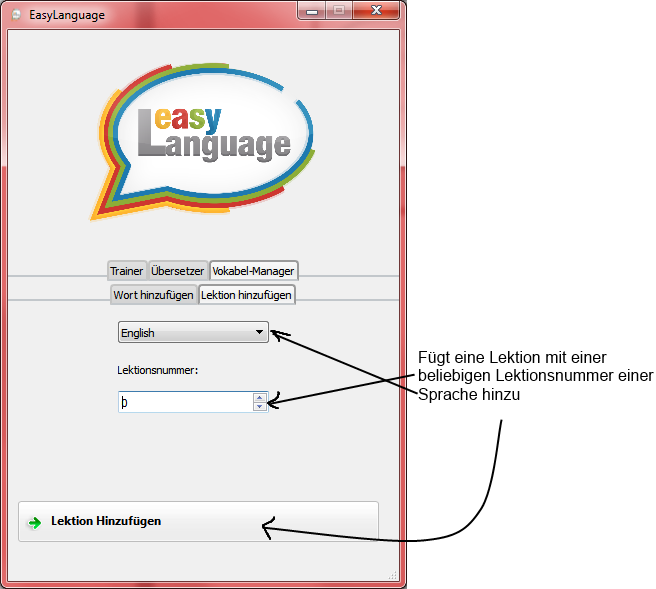 EasyLanguage
easy
Language
Trainer Übersetzer Vokabel-Manager
Wort hinzufügen Lektion hinzufügen
English
Lektionsnummer:
0
Lektion Hinzufügen
Fügt eine Lektion mit einer
beliebigen Lektionsnummer einer
Sprache hinzu